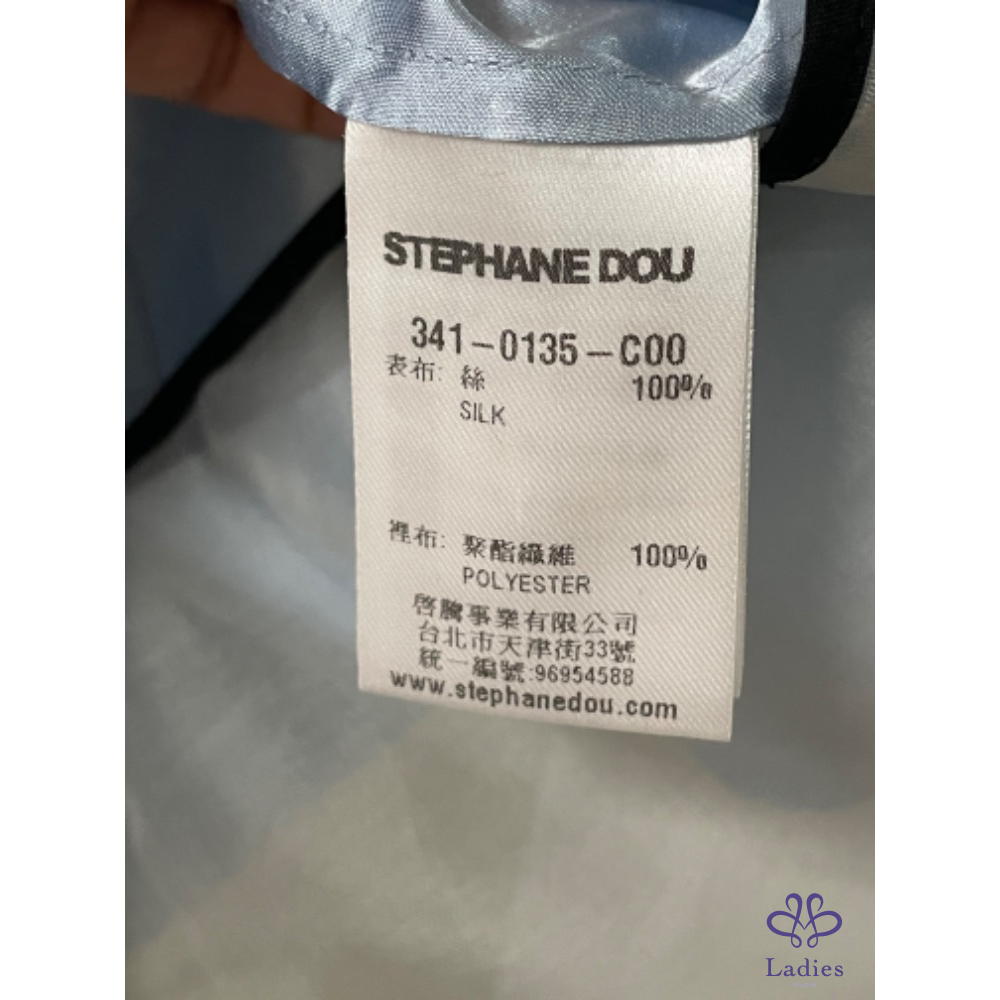 STEPHANE DOU
341-0135-C00
表布: 絲 100%
SILK
裡布: 聚酯纖維 100%
POLYESTER
啓騰事業有限公司
台北市天津街33號
統一編號:96954588
www.stephanedou.com
Ladies